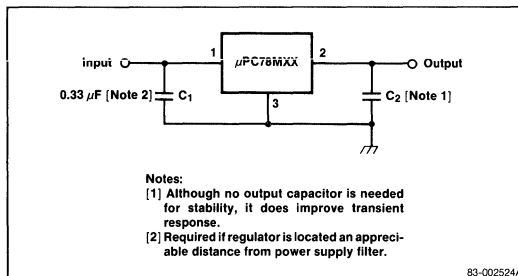 input
1
µPC78MXX
2
Output
0.33 µF [Note 2]
C1
3
C2 [Note 1]
Notes:
[1] Although no output capacitor is needed
for stability, it does improve transient
response.
[2] Required if regulator is located an appreci-
able distance from power supply filter.
83-002524A